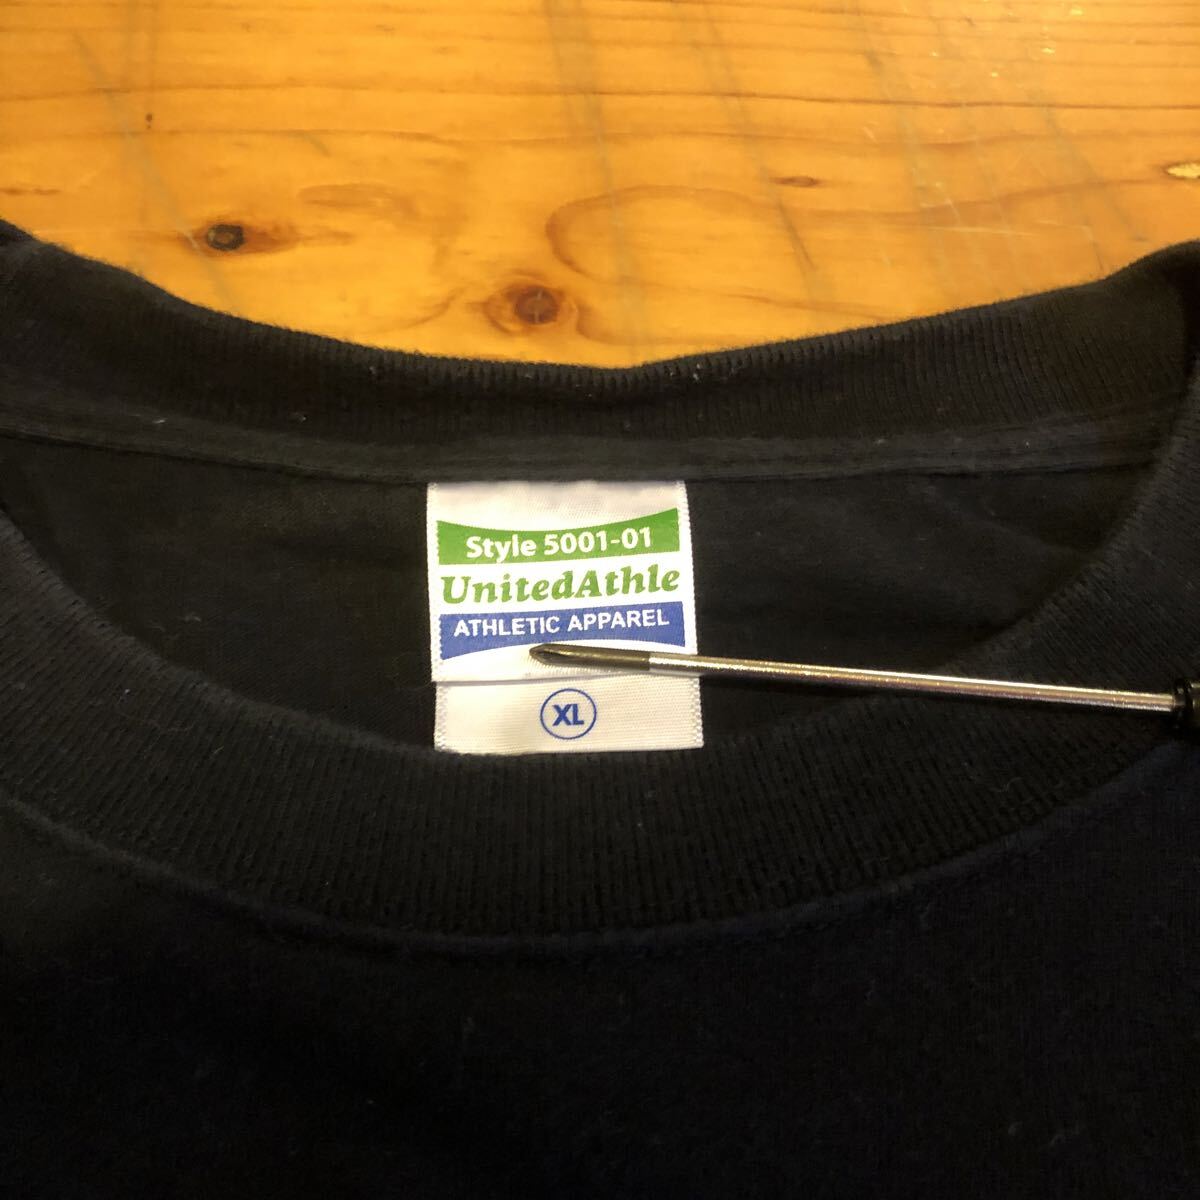 Style 5001-01
UnitedAthle
ATHLETIC APPAREL
XL